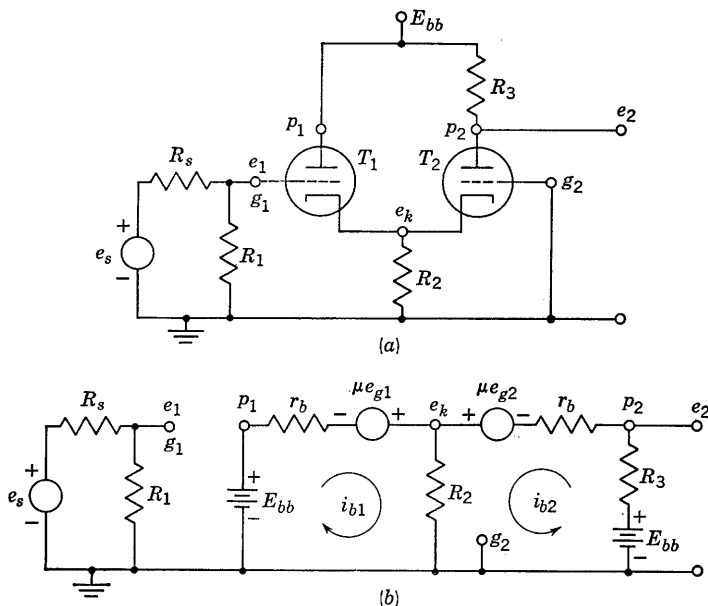 E_bb
R_3
p_1
p_2
e_2
R_s
e_1
T_1
T_2
g_1
g_2
e_k
+
e_s
R_1
R_2
−
(a)
μe_g1
μe_g2
R_s
e_1
p_1
r_b
−
+
e_k
+
−
r_b
p_2
e_2
g_1
+
e_s
R_1
+
E_bb
−
i_b1
R_2
i_b2
R_3
−
g_2
+
E_bb
−
(b)